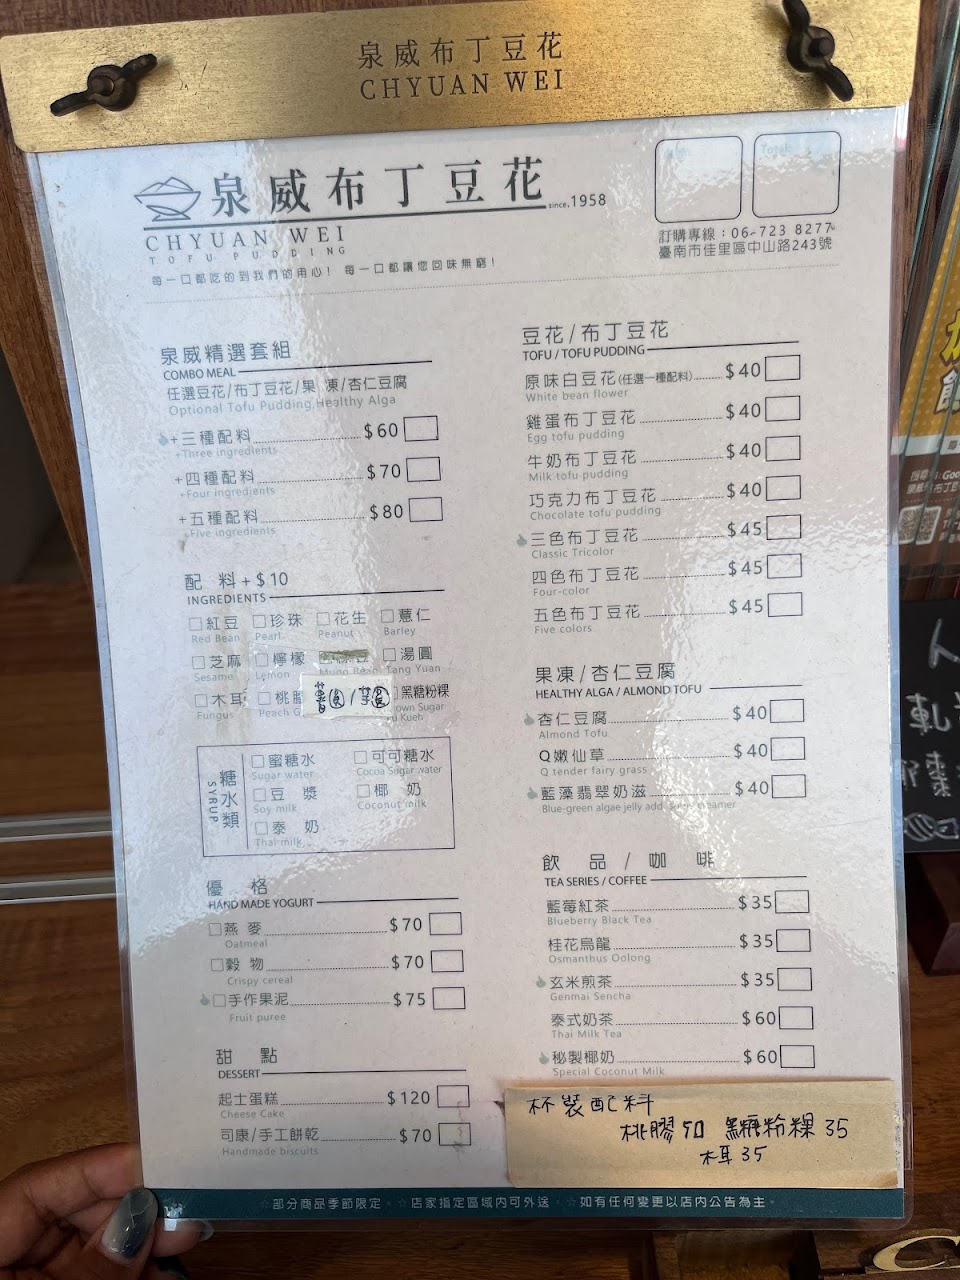 泉威布丁豆花
CHYUAN WEI
泉威布丁豆花 since.1958
CHYUAN WEI
TOFU PUDDING
每一口都吃的到我們的用心! 每一口都讓您回味無窮!
Total:
訂購專線:06-723 8277
臺南市佳里區中山路243號
泉威精選套組
COMBO MEAL
任選豆花/布丁豆花/果 凍/杏仁豆腐
Optional Tofu Pudding,Healthy Alga
+三種配料 $60
+Three ingredients
+四種配料 $70
+Four ingredients
+五種配料 $80
+Five ingredients
配 料+$10
INGREDIENTS
紅豆 珍珠 花生 薏仁
Red Bean Pearl Peanut Barley
芝麻 檸檬 湯圓
Sesame Lemon Mung Bean Tang Yuan
木耳 桃膠 黑糖粉粿
Fungus Peach G
糖水類
SYRUP
蜜糖水 可可糖水
Sugar water Cocoa Sugar water
豆 漿 椰 奶
Soy milk Coconut milk
泰 奶
Thai milk
優 格
HAND MADE YOGURT
燕 麥 $70
Oatmeal
穀 物 $70
Crispy cereal
手作果泥 $75
Fruit puree
甜 點
DESSERT
起士蛋糕 $120
Cheese Cake
司康/手工餅乾 $70
Handmade biscuits
豆花/布丁豆花
TOFU / TOFU PUDDING
原味白豆花(任選一種配料) $40
White bean flower
雞蛋布丁豆花 $40
Egg tofu pudding
牛奶布丁豆花 $40
Milk tofu pudding
巧克力布丁豆花 $40
Chocolate tofu pudding
三色布丁豆花 $45
Classic Tricolor
四色布丁豆花 $45
Four-color
五色布丁豆花 $45
Five colors
果凍/杏仁豆腐
HEALTHY ALGA / ALMOND TOFU
杏仁豆腐 $40
Almond Tofu
Q嫩仙草 $40
Q tender fairy grass
藍藻翡翠奶滋 $40
Blue-green algae jelly add creamer
飲 品 / 咖 啡
TEA SERIES / COFFEE
藍莓紅茶 $35
Blueberry Black Tea
桂花烏龍 $35
Osmanthus Oolong
玄米煎茶 $35
Genmai Sencha
泰式奶茶 $60
Thai Milk Tea
秘製椰奶 $60
Special Coconut Milk
杯裝配料
桃膠50 黑糖粉粿35
木耳35
☆部分商品季節限定。☆店家指定區域內可外送。☆如有任何變更以店內公告為主。